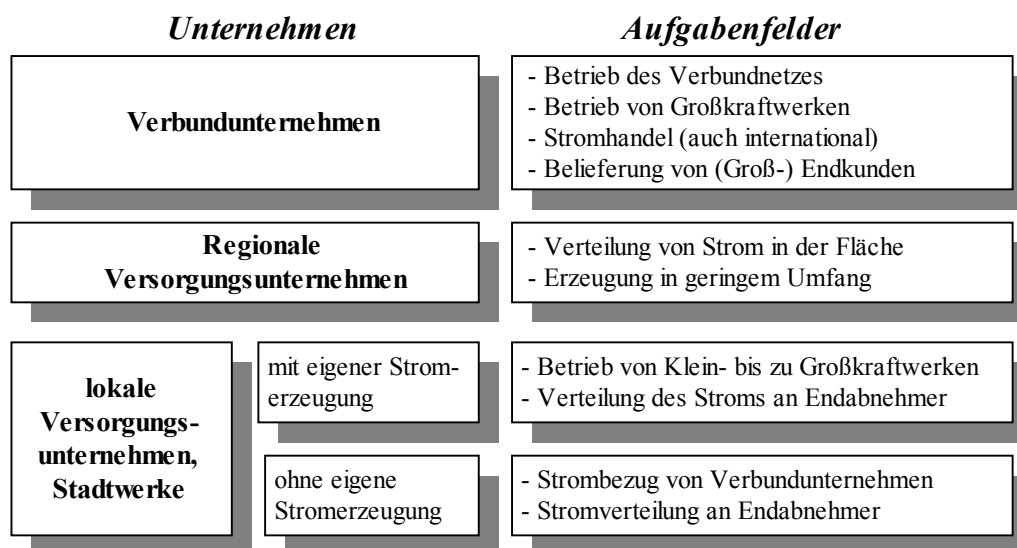 Unternehmen
Aufgabenfelder
Verbundunternehmen
- Betrieb des Verbundnetzes
- Betrieb von Großkraftwerken
- Stromhandel (auch international)
- Belieferung von (Groß-) Endkunden
Regionale
Versorgungsunternehmen
- Verteilung von Strom in der Fläche
- Erzeugung in geringem Umfang
lokale
Versorgungs-
unternehmen,
Stadtwerke
mit eigener Strom-
erzeugung
- Betrieb von Klein- bis zu Großkraftwerken
- Verteilung des Stroms an Endabnehmer
ohne eigene
Stromerzeugung
- Strombezug von Verbundunternehmen
- Stromverteilung an Endabnehmer